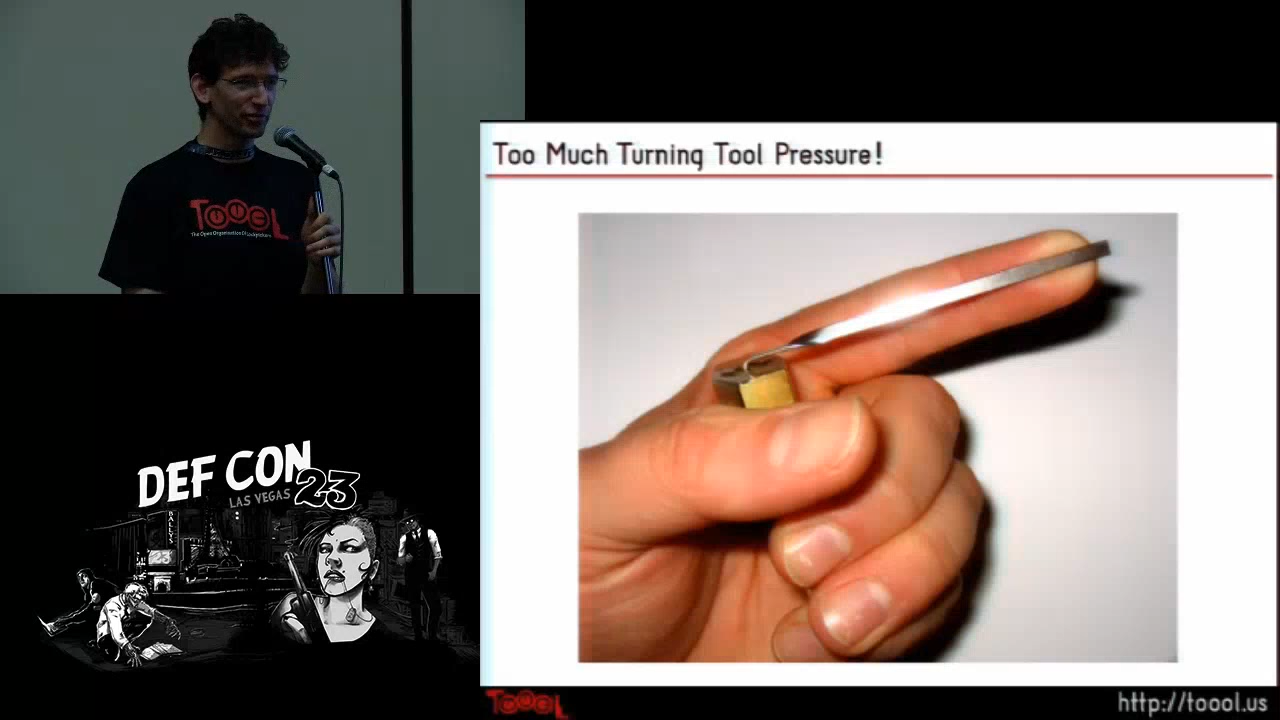 TOOOL
The Open Organisation Of Lockpickers
Too Much Turning Tool Pressure!
DEF CON
23
LAS VEGAS
BALLYS
TOOOL
http://toool.us